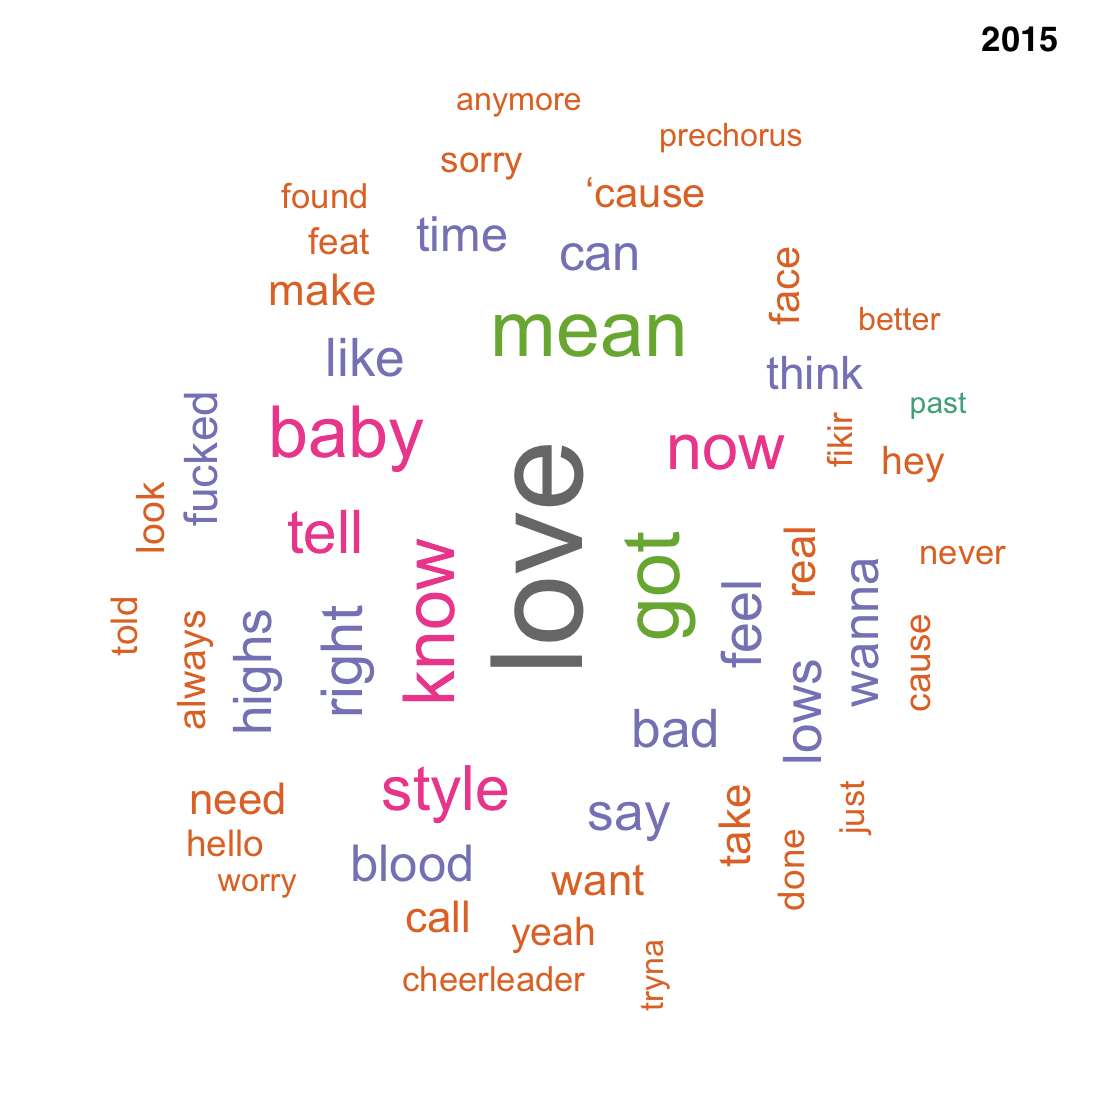 2015
anymore
prechorus
sorry
‘cause
found
time
feat
can
face
make
better
mean
like
think
past
fucked
baby
now
fikir
hey
look
love
tell
know
got
real
never
told
feel
wanna
always
highs
right
cause
lows
bad
style
need
say
take
just
hello
blood
done
worry
want
call
yeah
cheerleader
tryna